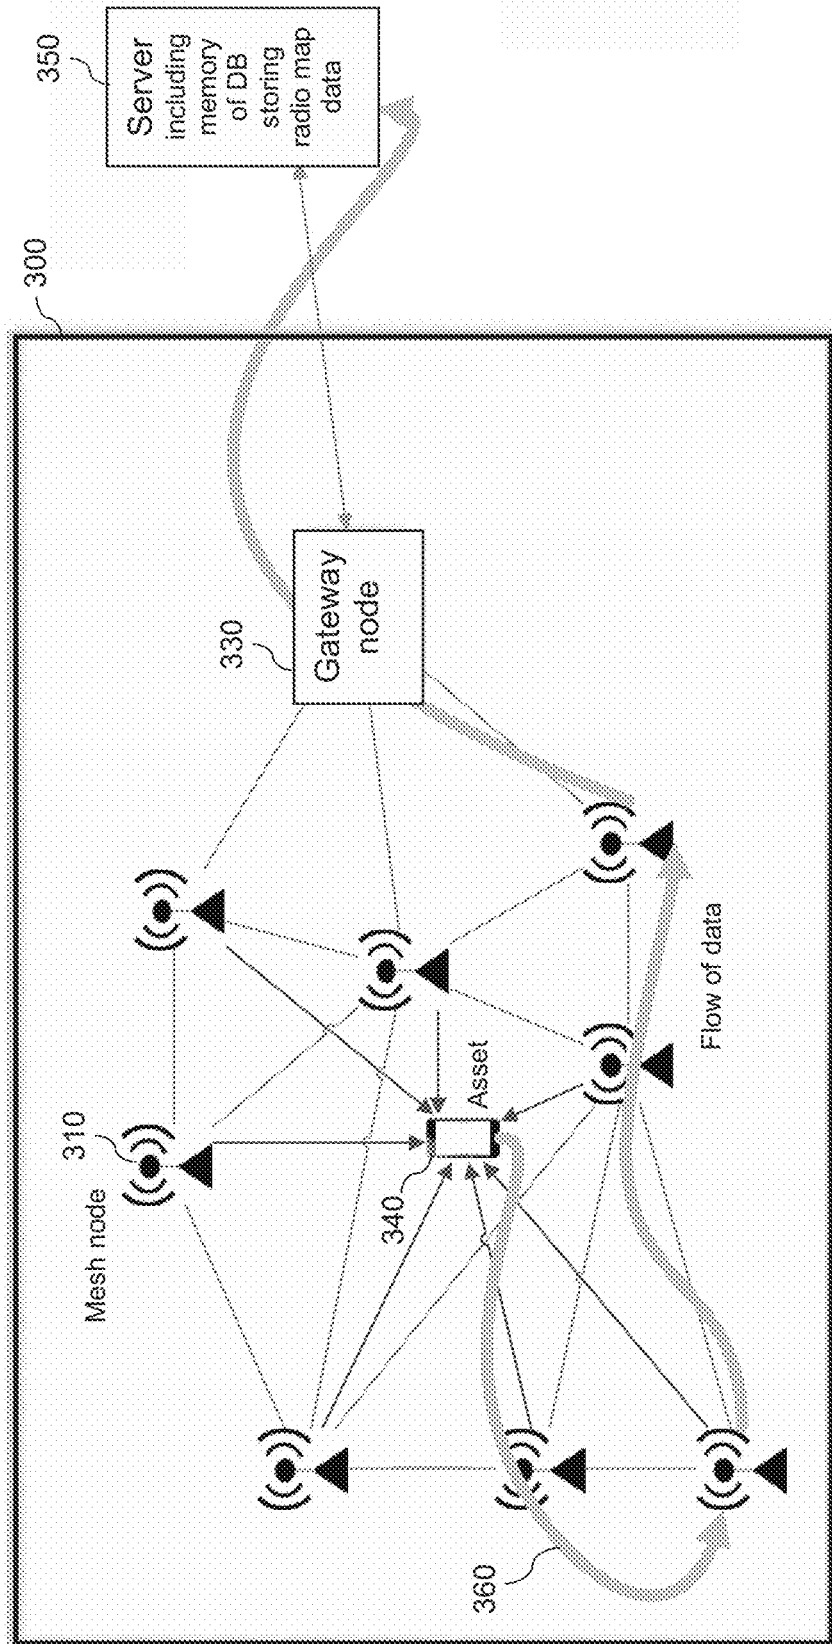 300
350
Server
including
memory
of DB
storing
radio map
data
Mesh node
310
330
Gateway
node
340
Asset
360
Flow of data